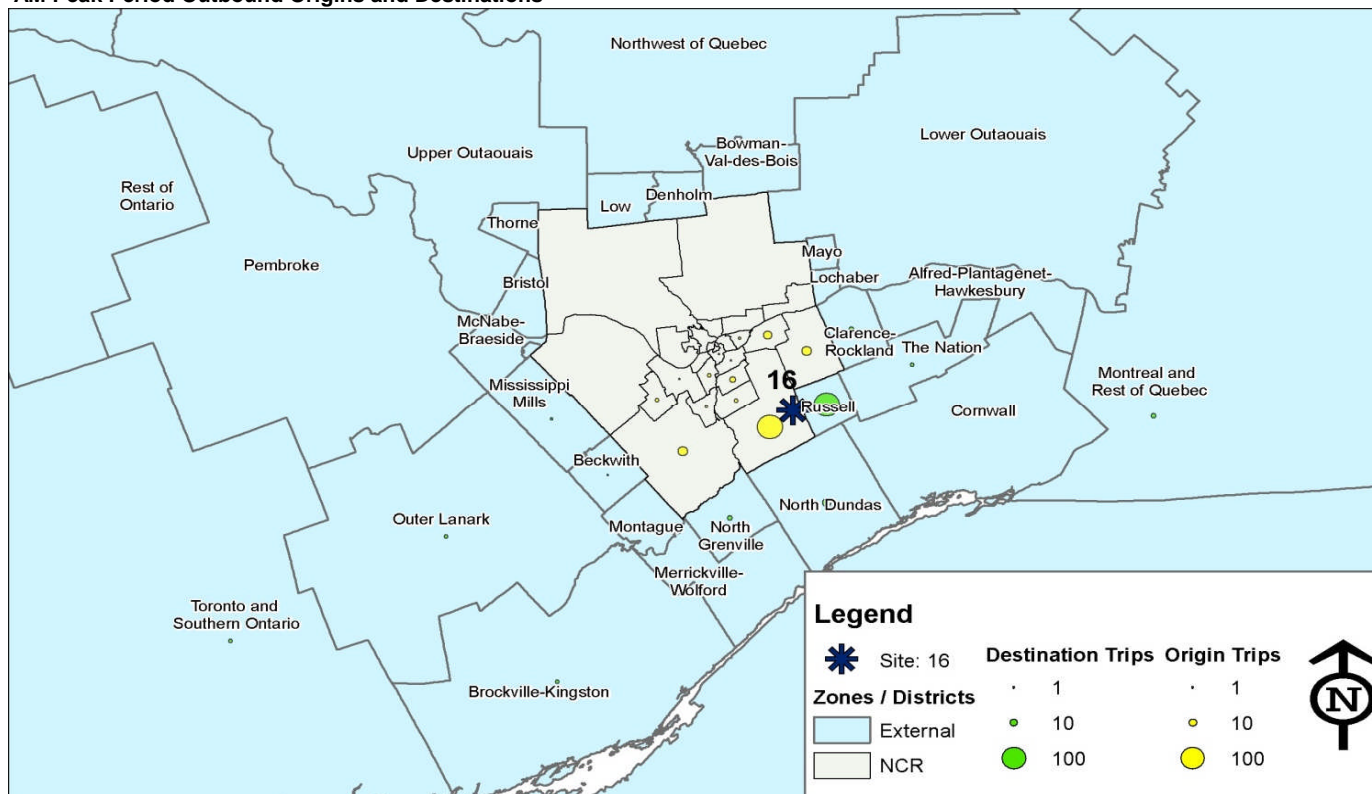 AM Peak Period Outbound Origins and Destinations
Northwest of Quebec
Lower Outaouais
Bowman-
Val-des-Bois
Upper Outaouais
Rest of
Ontario
Denholm
Low
Thorne
Pembroke
Mayo
Bristol
Lochaber
Alfred-Plantagenet-
Hawkesbury
McNabe-
Braeside
Clarence-
Rockland
The Nation
Mississippi
Mills
16
Montreal and
Rest of Quebec
Russell
Cornwall
Beckwith
North Dundas
Outer Lanark
Montague
North
Grenville
Merrickville-
Wolford
Toronto and
Southern Ontario
Brockville-Kingston
Legend
Site: 16
Zones / Districts
External
NCR
Destination Trips
1
10
100
Origin Trips
1
10
100
N